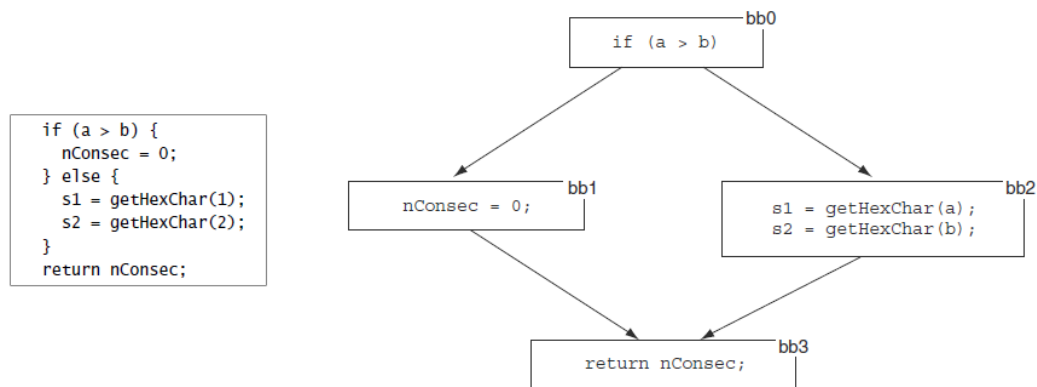 if (a > b) {
nConsec = 0;
} else {
s1 = getHexChar(1);
s2 = getHexChar(2);
}
return nConsec;
bb0
if (a > b)
bb1
nConsec = 0;
bb2
s1 = getHexChar(a);
s2 = getHexChar(b);
bb3
return nConsec;